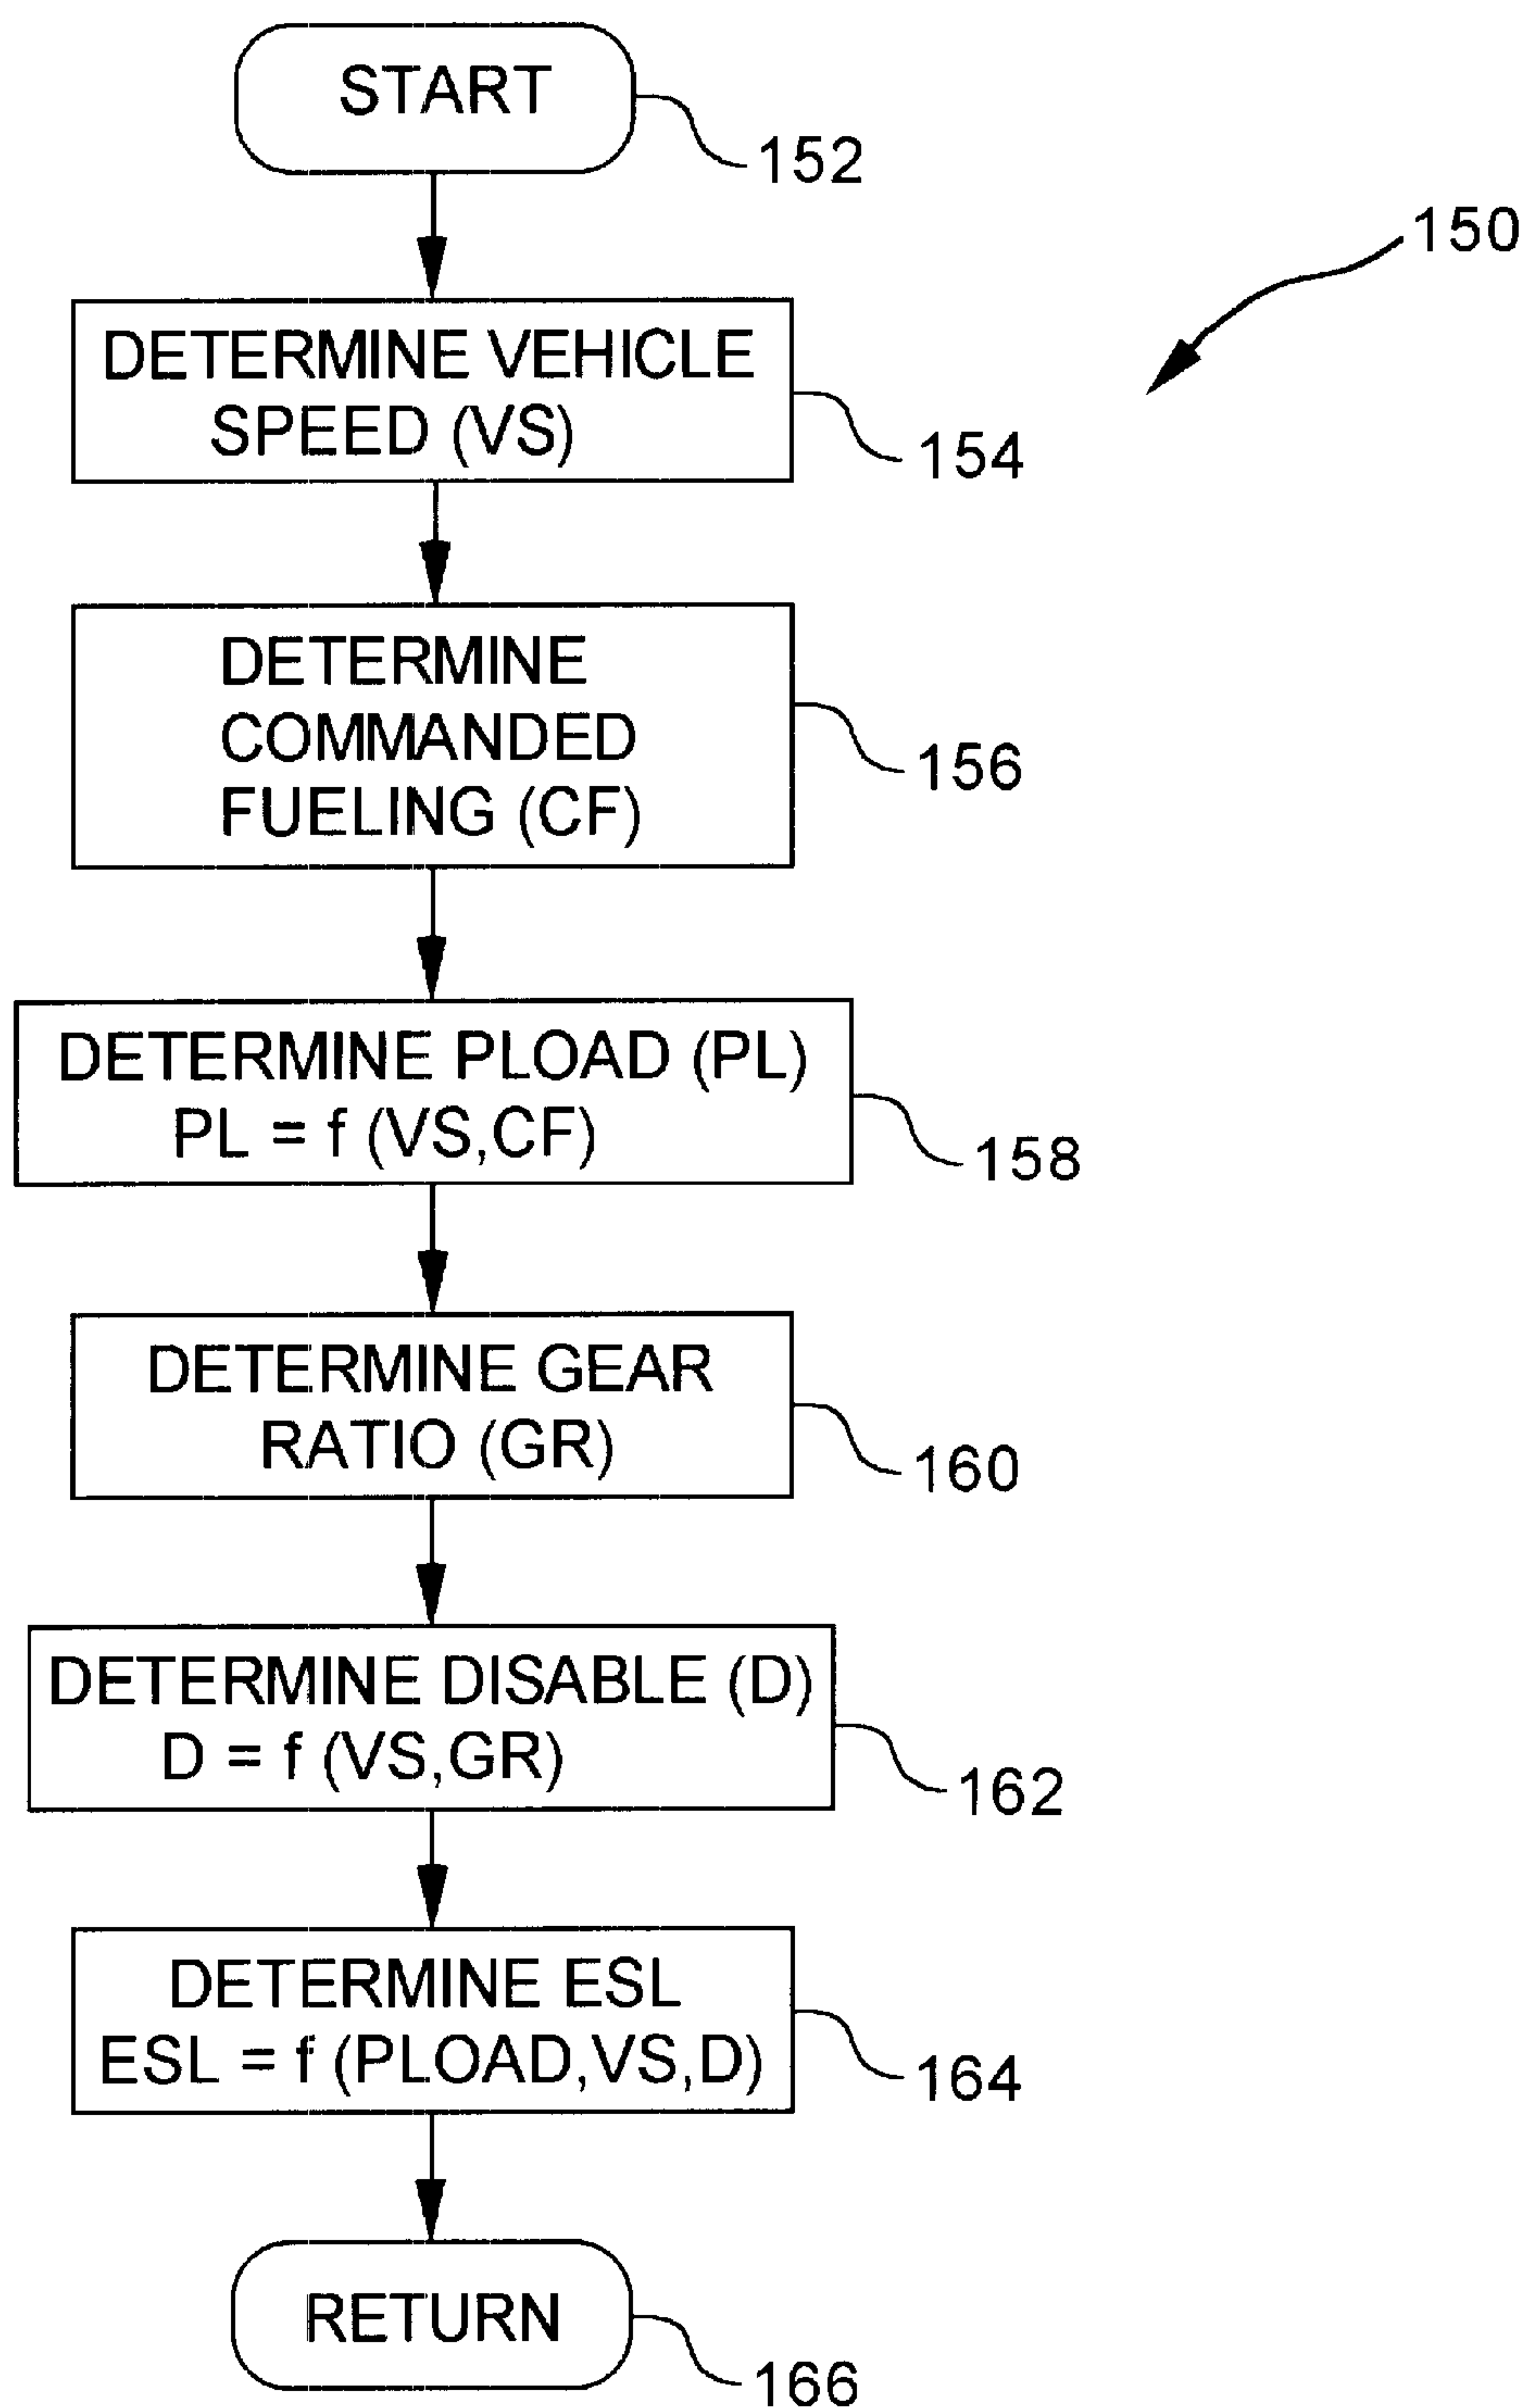 START
152
150
DETERMINE VEHICLE
SPEED (VS)
154
DETERMINE
COMMANDED
FUELING (CF)
156
DETERMINE PLOAD (PL)
PL = f (VS,CF)
158
DETERMINE GEAR
RATIO (GR)
160
DETERMINE DISABLE (D)
D = f (VS,GR)
162
DETERMINE ESL
ESL = f (PLOAD,VS,D)
164
RETURN
166